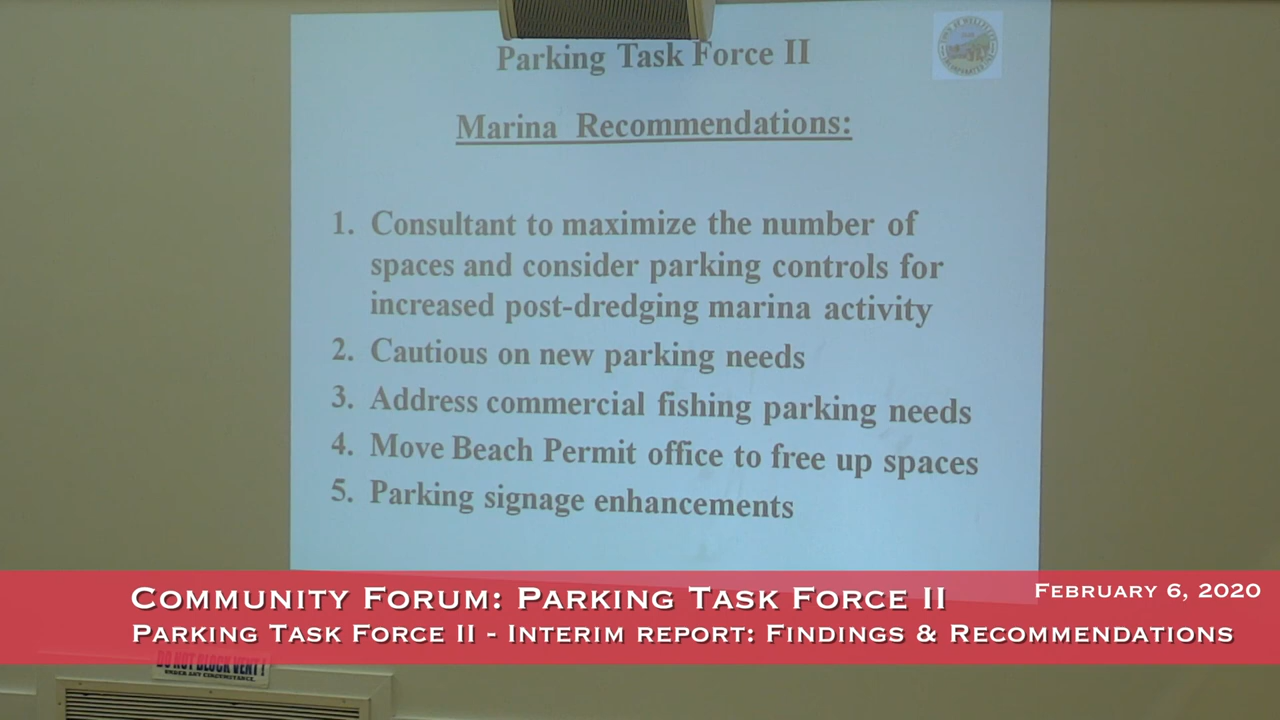 Parking Task Force II
Marina Recommendations:
1. Consultant to maximize the number of
spaces and consider parking controls for
increased post-dredging marina activity
2. Cautious on new parking needs
3. Address commercial fishing parking needs
4. Move Beach Permit office to free up spaces
5. Parking signage enhancements
Community Forum: Parking Task Force II
February 6, 2020
Parking Task Force II - Interim report: Findings & Recommendations
DO NOT BLOCK VENT!
UNDER ANY CIRCUMSTANCE.